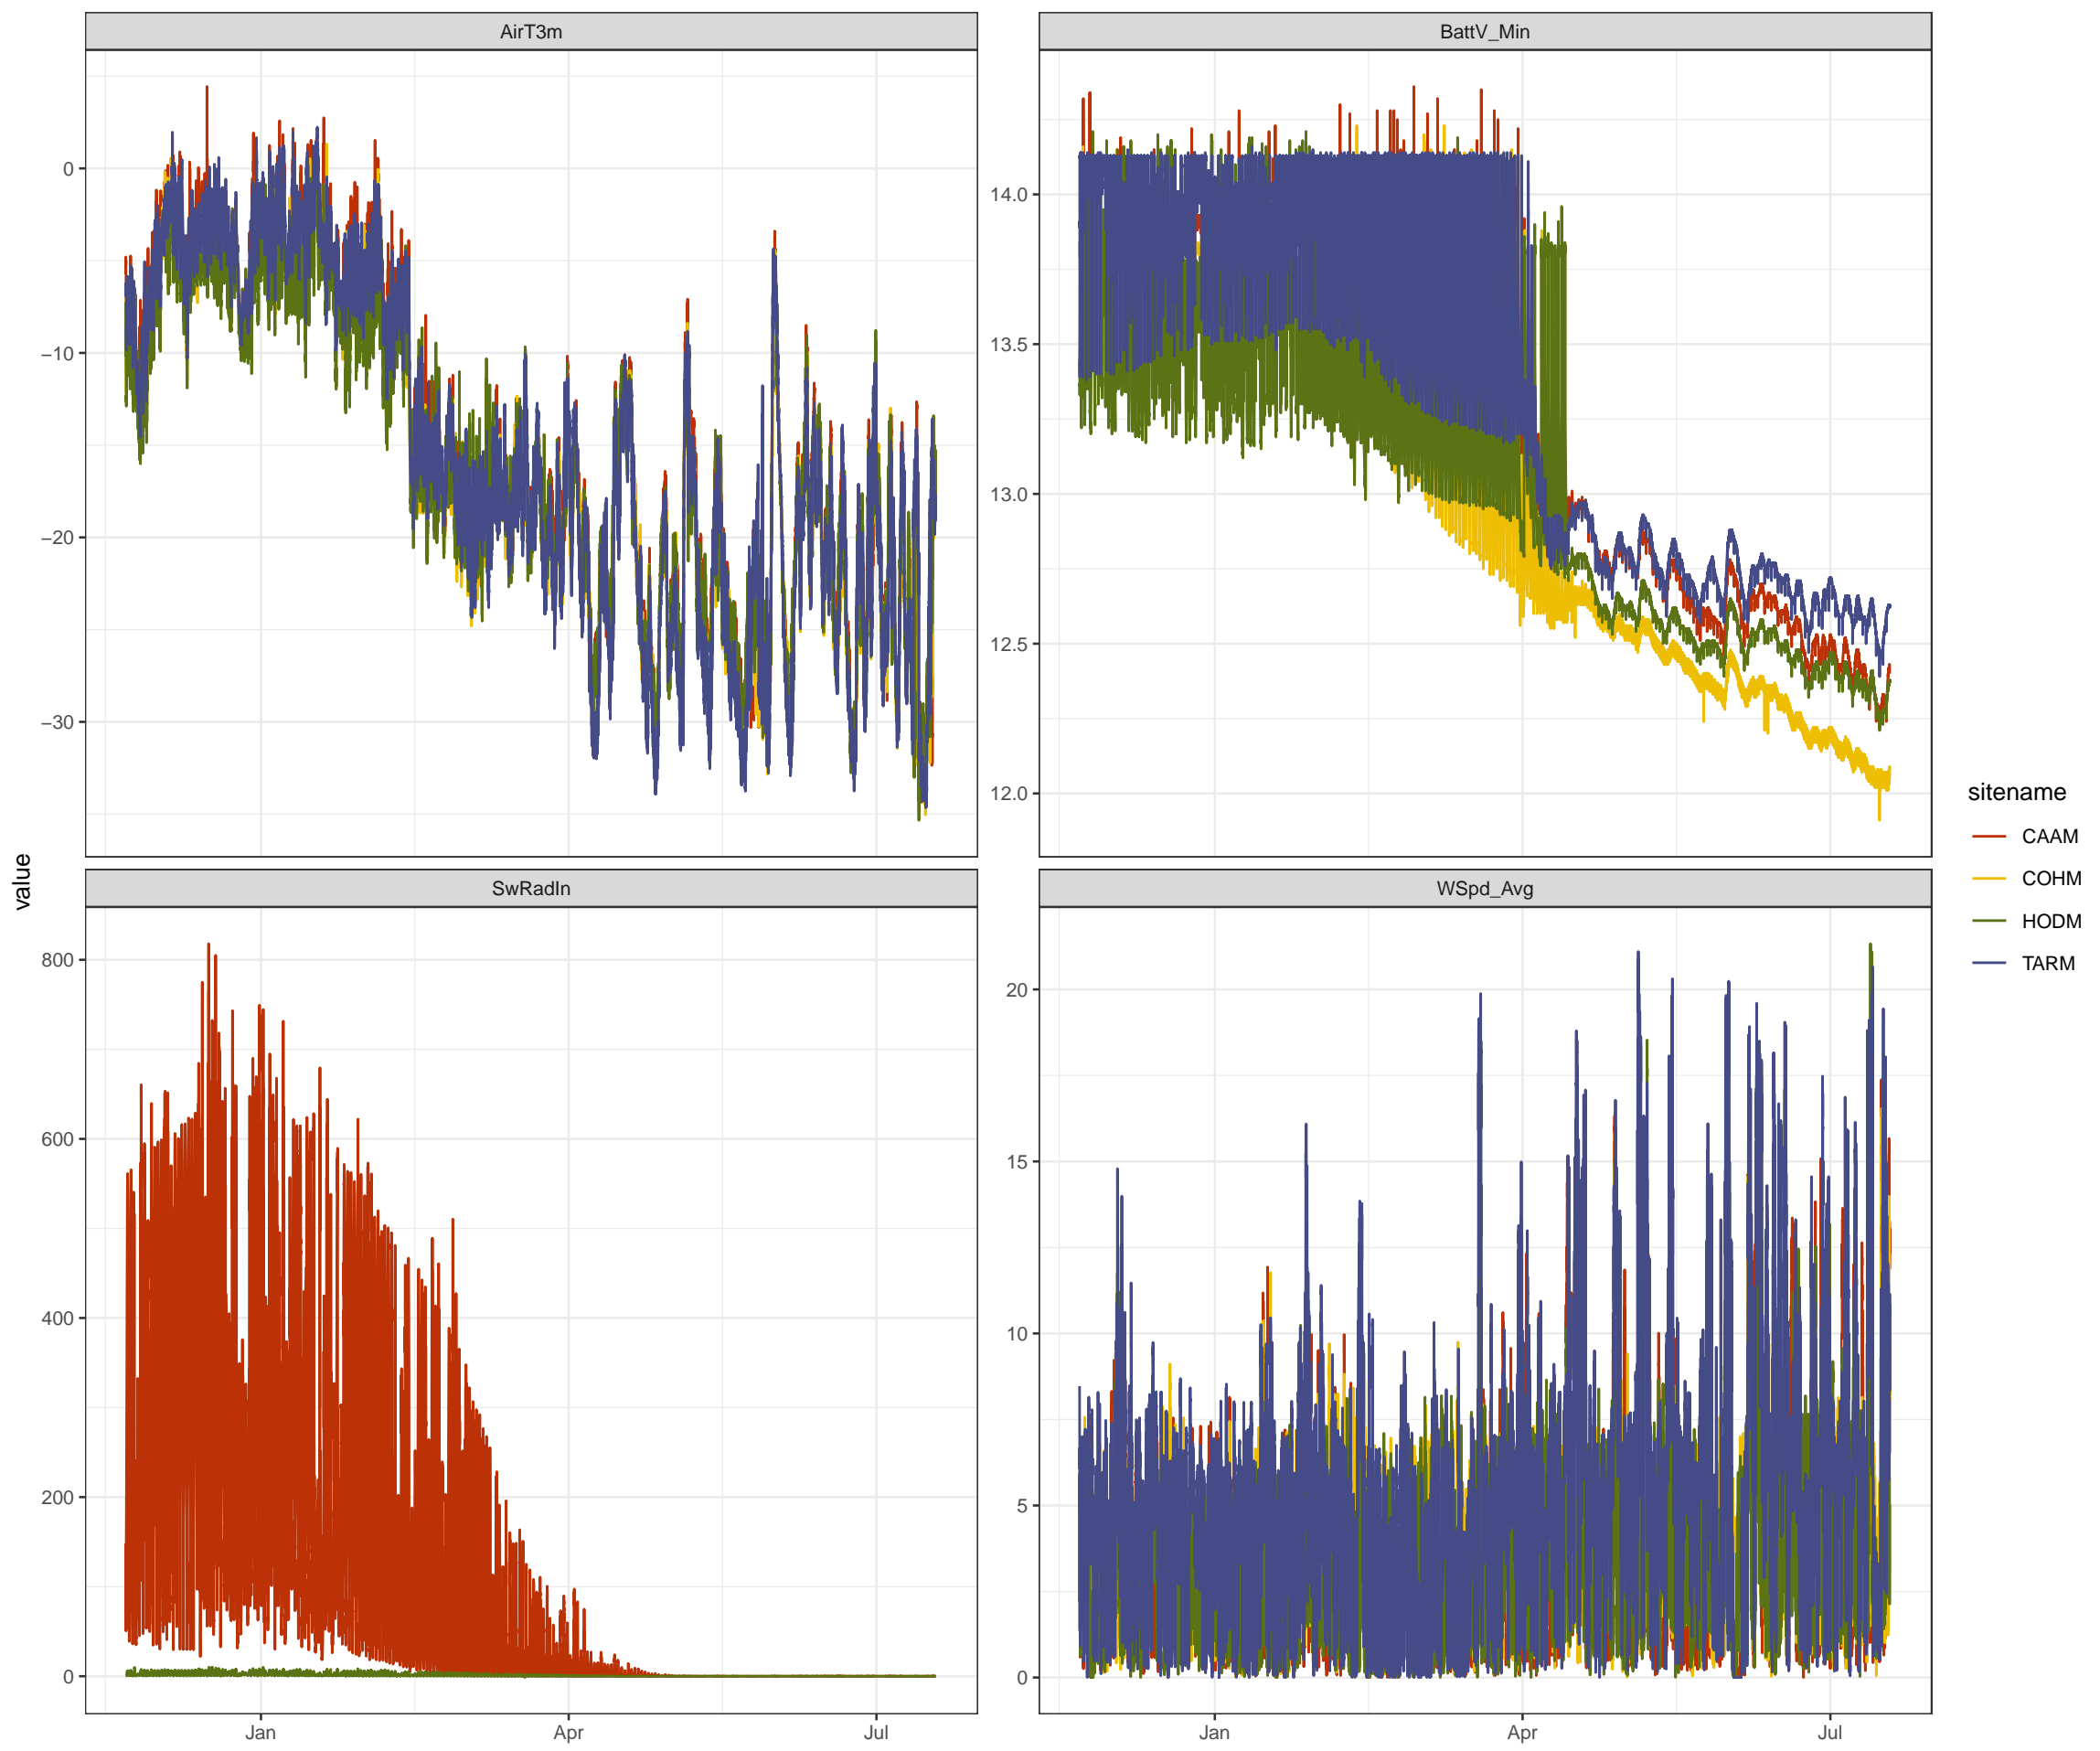 AirT3m
BattV_Min
0
−10
−20
−30
14.0
13.5
13.0
12.5
12.0
value
SwRadIn
WSpd_Avg
800
600
400
200
0
20
15
10
5
0
Jan
Apr
Jul
Jan
Apr
Jul
sitename
CAAM
COHM
HODM
TARM